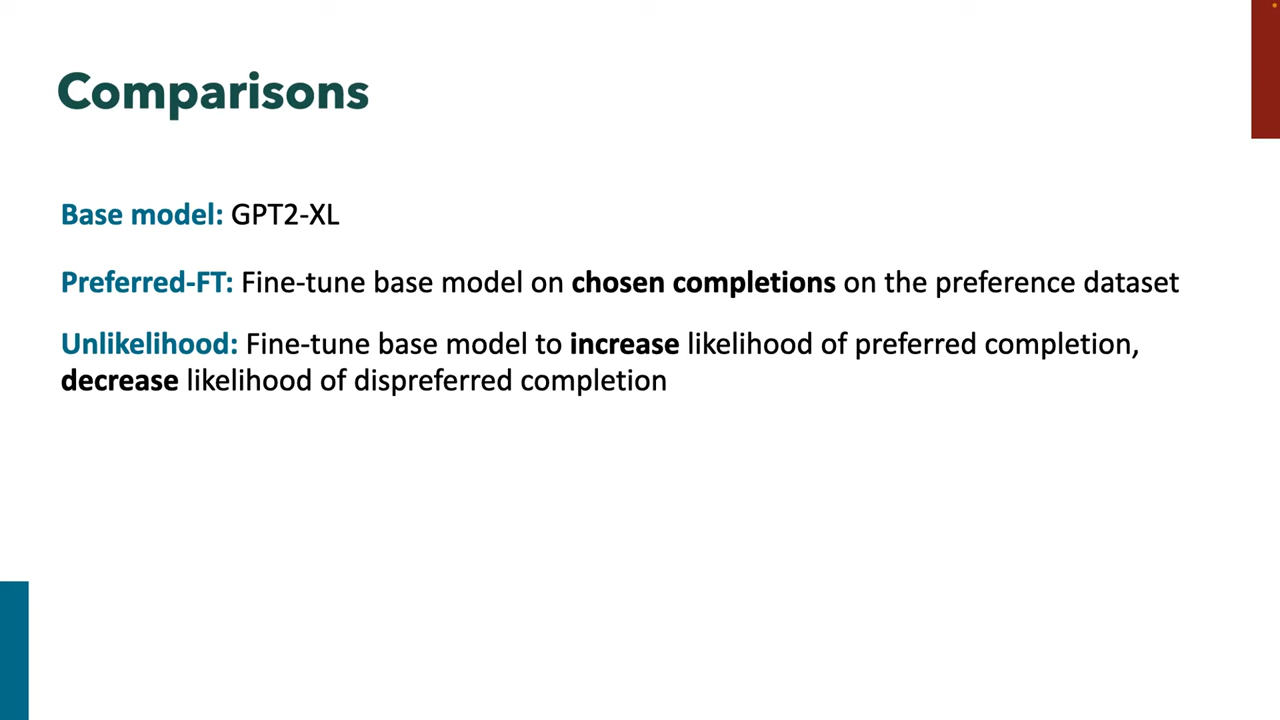 Comparisons
Base model: GPT2-XL
Preferred-FT: Fine-tune base model on chosen completions on the preference dataset
Unlikelihood: Fine-tune base model to increase likelihood of preferred completion,
decrease likelihood of dispreferred completion